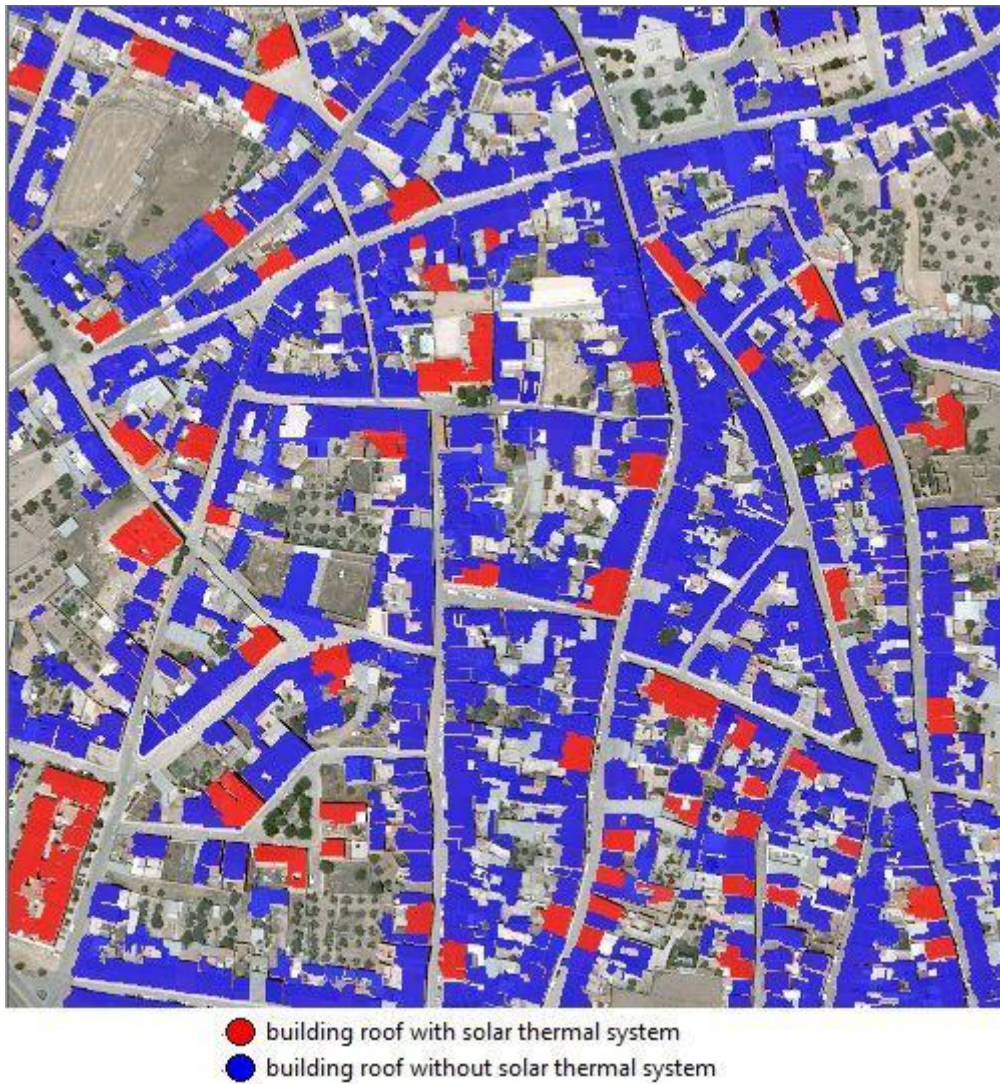 building roof with solar thermal system
building roof without solar thermal system